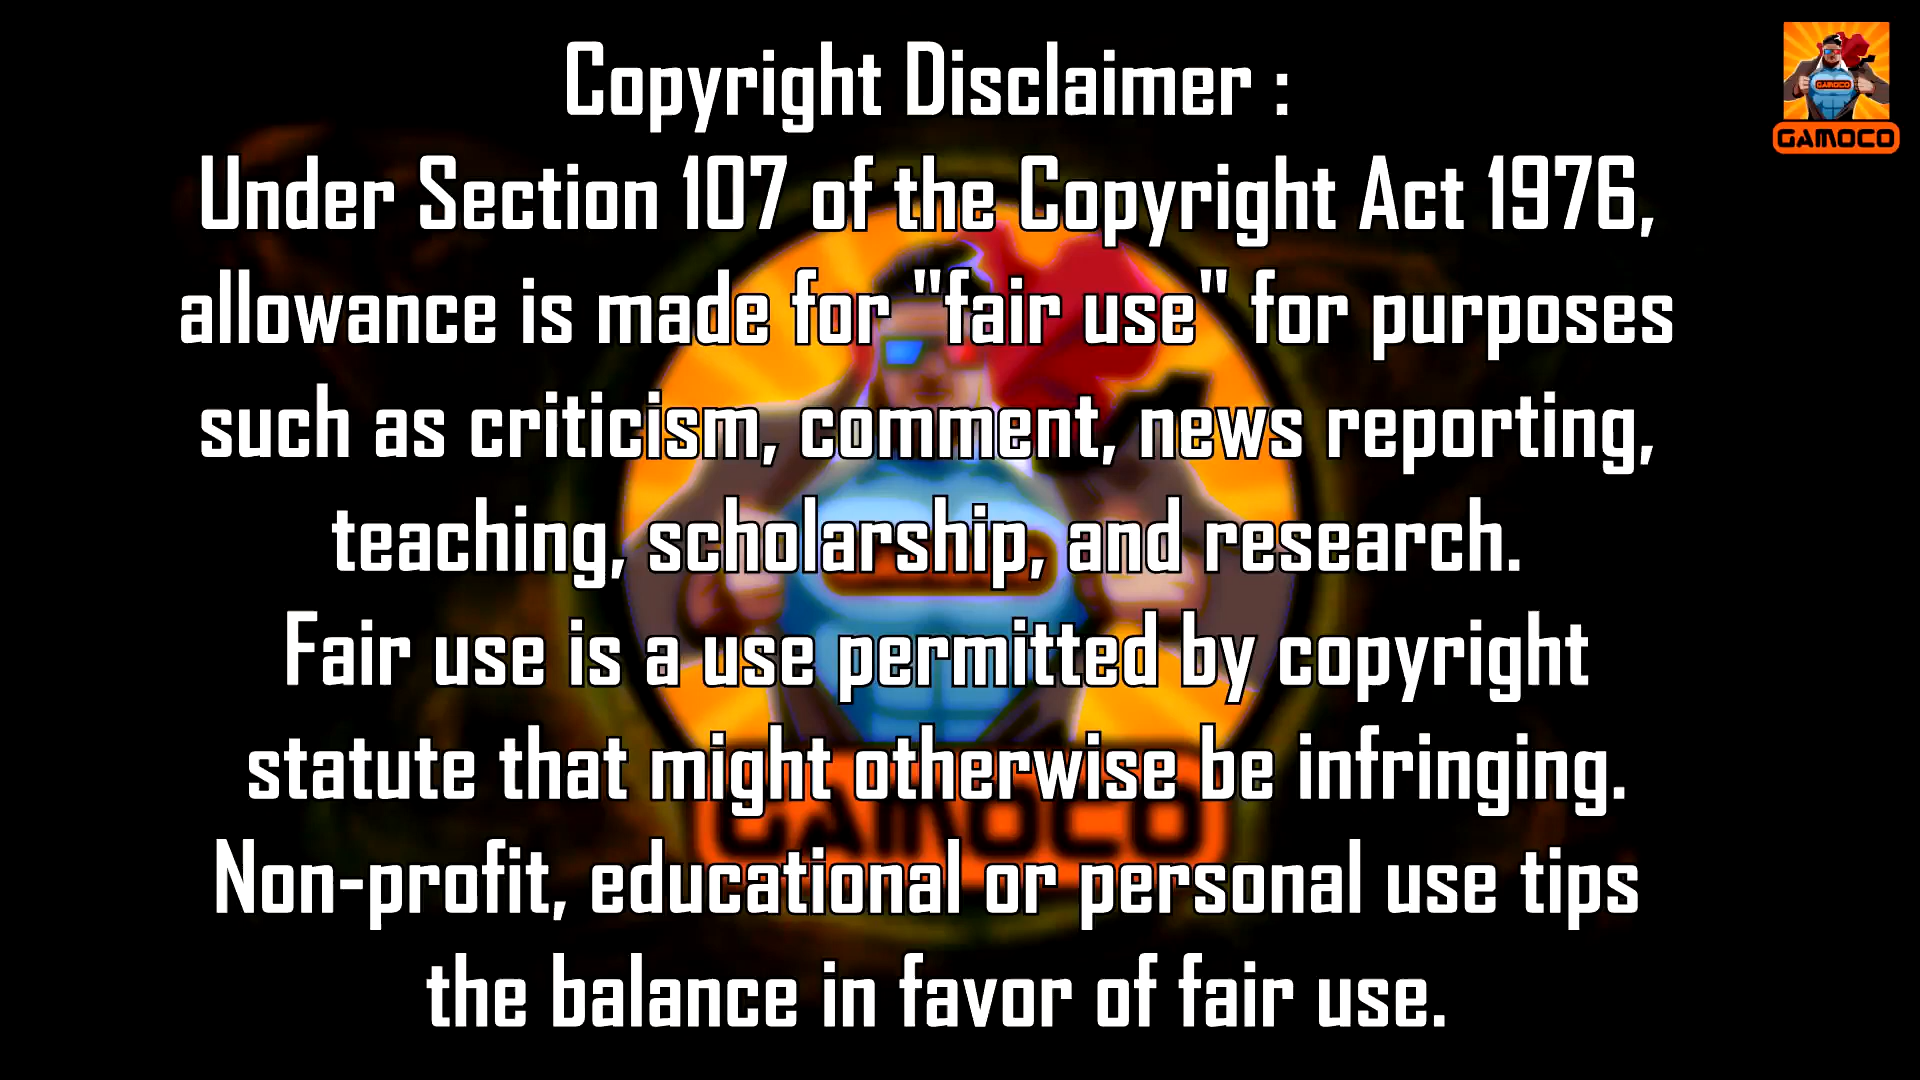 Copyright Disclaimer :
GAMOCO
GAMOCO
Under Section 107 of the Copyright Act 1976,
allowance is made for "fair use" for purposes
such as criticism, comment, news reporting,
teaching, scholarship, and research.
Fair use is a use permitted by copyright
statute that might otherwise be infringing.
GAMOCO
Non-profit, educational or personal use tips
the balance in favor of fair use.